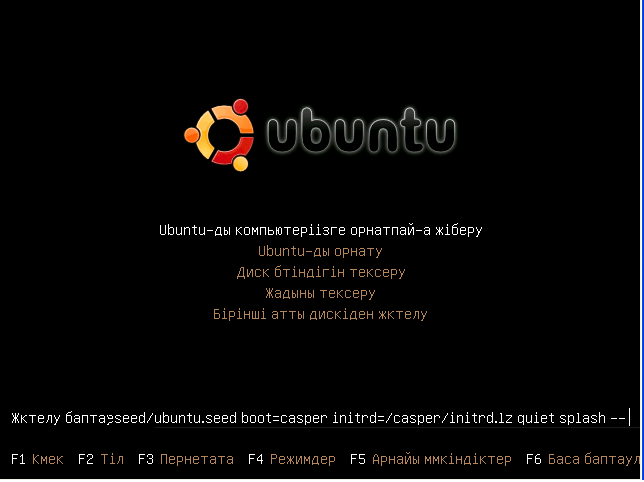 ubuntu
Ubuntu-ды компьютеріізге орнатпай-а жіберу
Ubuntu-ды орнату
Диск бтіндігін тексеру
Жадыны тексеру
Бірінші атты дискіден жктелу
Жктелу баптау seed/ubuntu.seed boot=casper initrd=/casper/initrd.lz quiet splash --
F1 Кмек F2 Тіл F3 Пернетата F4 Режимдер F5 Арнайы ммкіндіктер F6 Баса баптаул